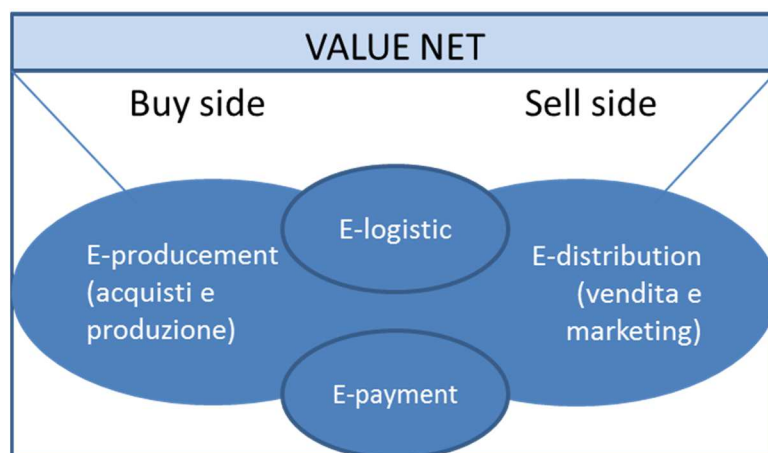 VALUE NET
Buy side
Sell side
E-logistic
E-producement
(acquisti e
produzione)
E-distribution
(vendita e
marketing)
E-payment